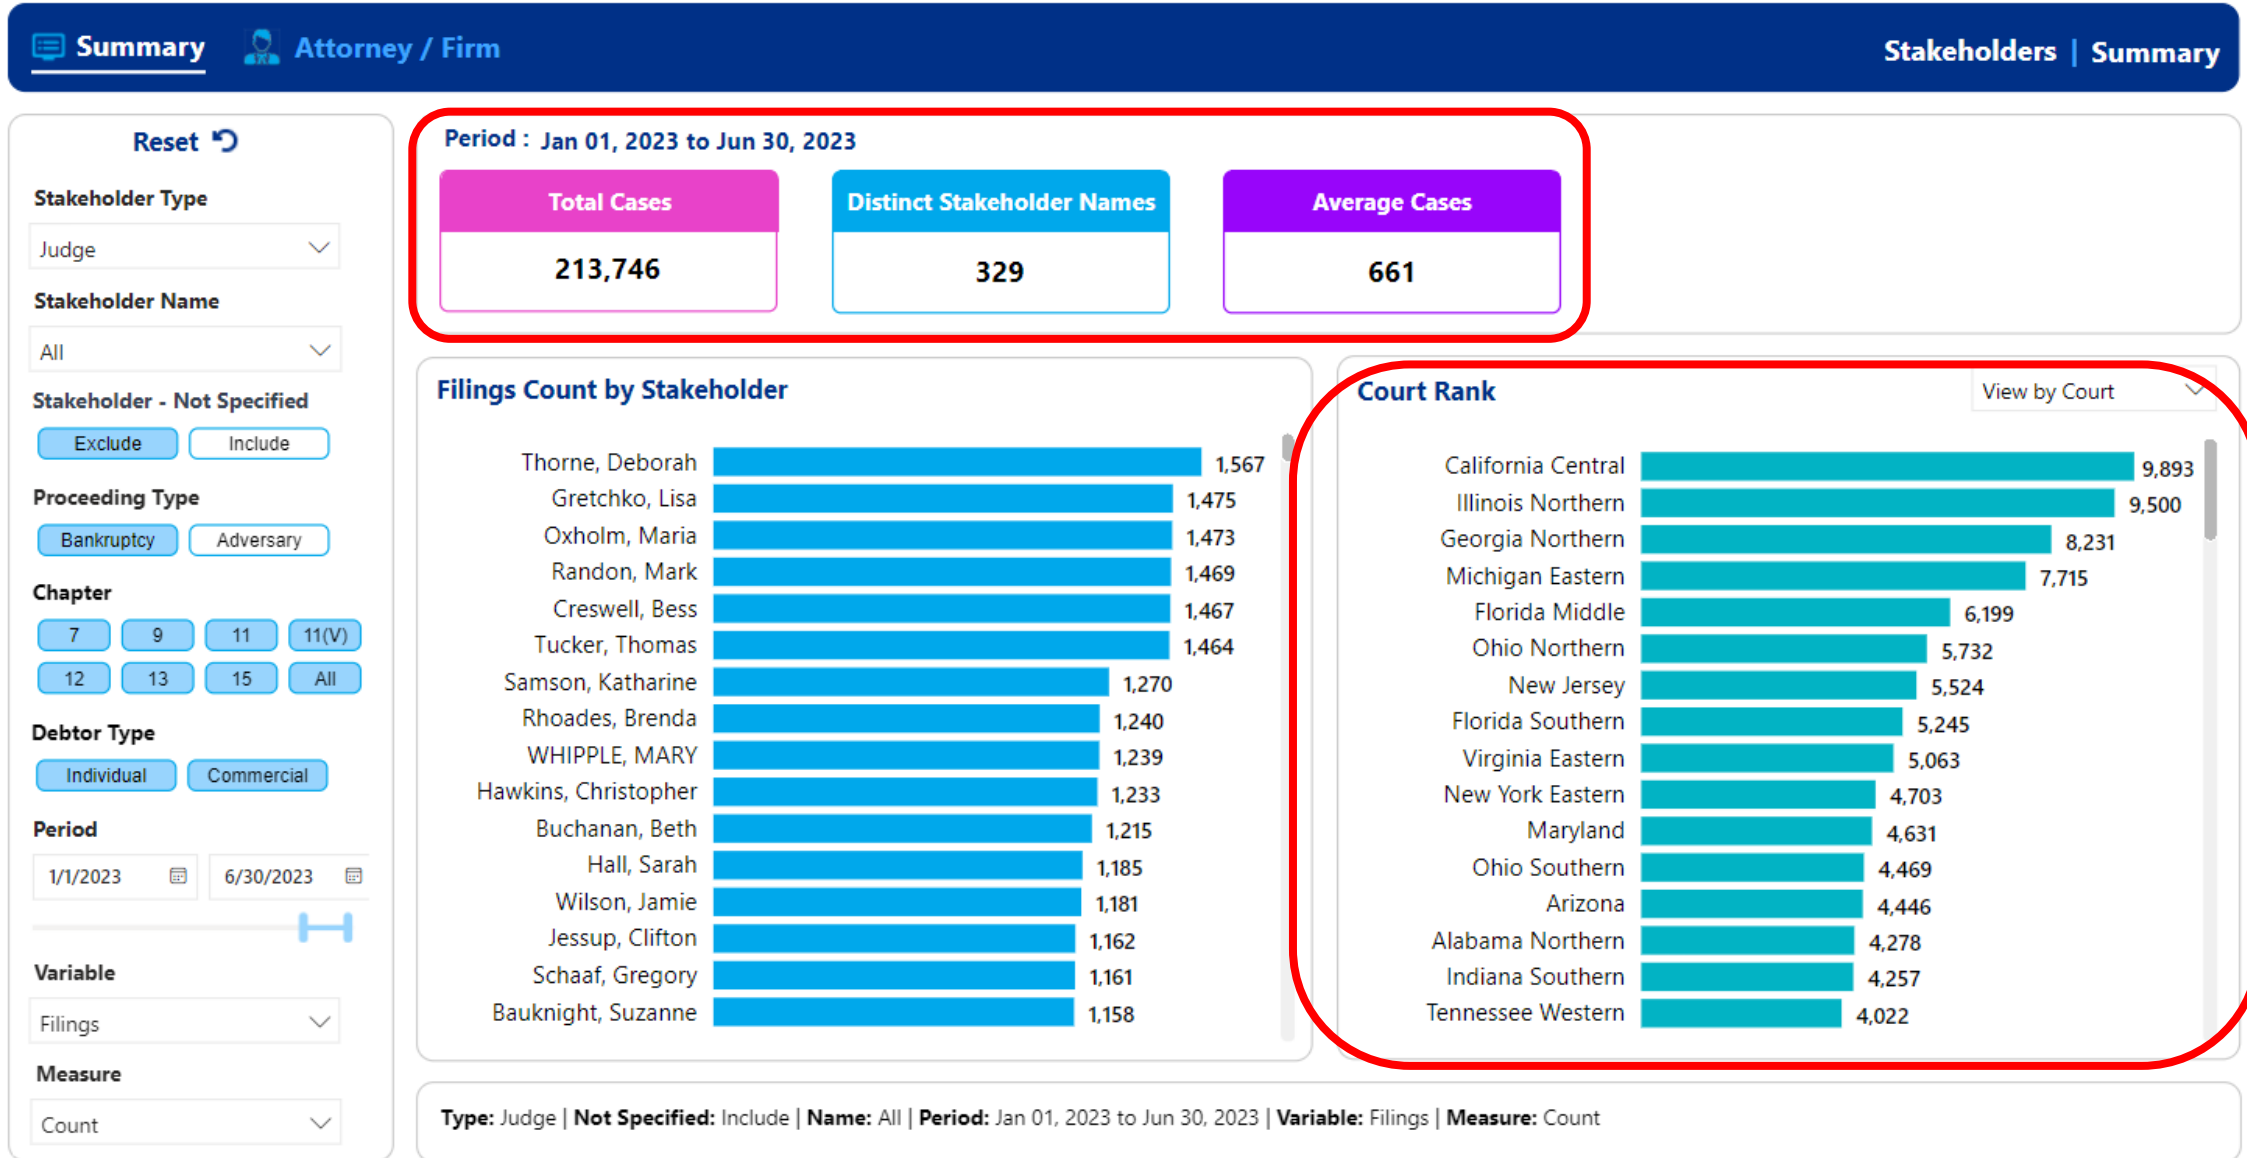 Summary
Attorney / Firm
Stakeholders | Summary
Reset
Stakeholder Type
Judge
Stakeholder Name
All
Stakeholder - Not Specified
Exclude
Include
Proceeding Type
Bankruptcy
Adversary
Chapter
7
9
11
11(V)
12
13
15
All
Debtor Type
Individual
Commercial
Period
1/1/2023
6/30/2023
Variable
Filings
Measure
Count
Period : Jan 01, 2023 to Jun 30, 2023
Total Cases
213,746
Distinct Stakeholder Names
329
Average Cases
661
Filings Count by Stakeholder
Thorne, Deborah 1,567
Gretchko, Lisa 1,475
Oxholm, Maria 1,473
Randon, Mark 1,469
Creswell, Bess 1,467
Tucker, Thomas 1,464
Samson, Katharine 1,270
Rhoades, Brenda 1,240
WHIPPLE, MARY 1,239
Hawkins, Christopher 1,233
Buchanan, Beth 1,215
Hall, Sarah 1,185
Wilson, Jamie 1,181
Jessup, Clifton 1,162
Schaaf, Gregory 1,161
Bauknight, Suzanne 1,158
Court Rank
View by Court
California Central 9,893
Illinois Northern 9,500
Georgia Northern 8,231
Michigan Eastern 7,715
Florida Middle 6,199
Ohio Northern 5,732
New Jersey 5,524
Florida Southern 5,245
Virginia Eastern 5,063
New York Eastern 4,703
Maryland 4,631
Ohio Southern 4,469
Arizona 4,446
Alabama Northern 4,278
Indiana Southern 4,257
Tennessee Western 4,022
Type: Judge | Not Specified: Include | Name: All | Period: Jan 01, 2023 to Jun 30, 2023 | Variable: Filings | Measure: Count